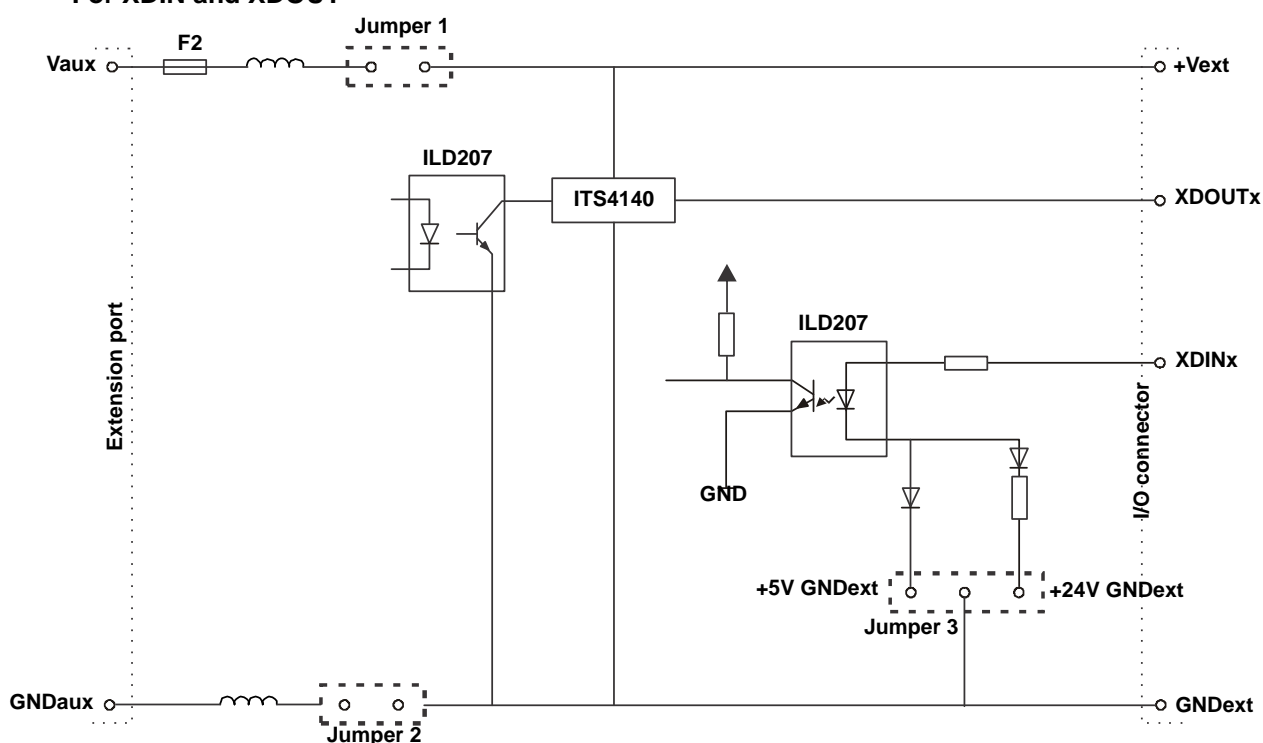 For XDIN and XDOUT
Jumper 1
F2
Vaux
+Vext
ILD207
ITS4140
XDOUTx
Extension port
ILD207
XDINx
I/O connector
GND
+5V GNDext
+24V GNDext
Jumper 3
GNDaux
GNDext
Jumper 2